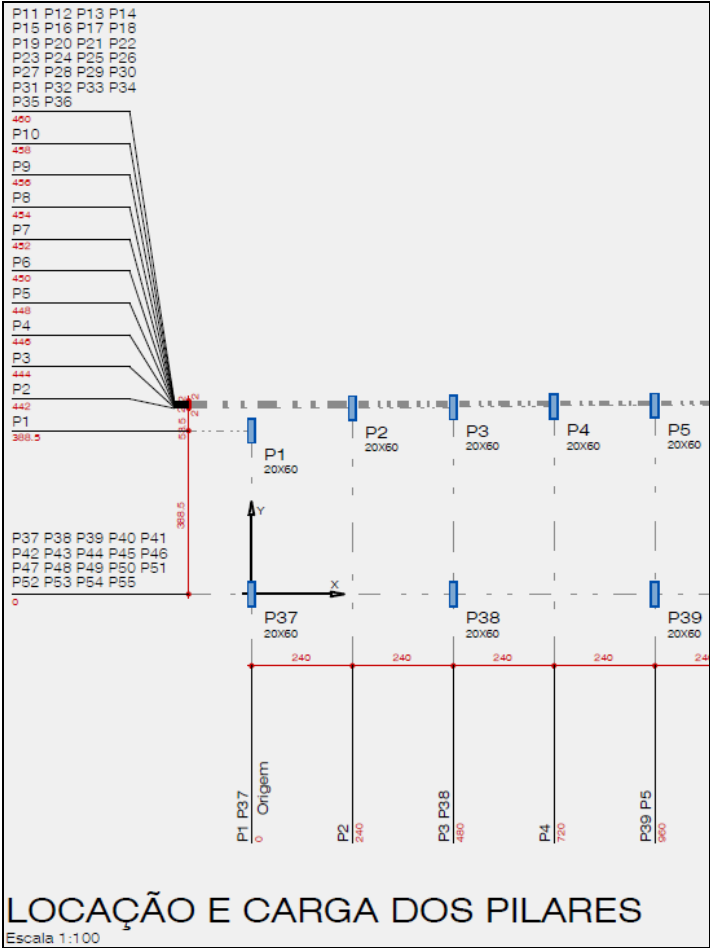 P11 P12 P13 P14
P15 P16 P17 P18
P19 P20 P21 P22
P23 P24 P25 P26
P27 P28 P29 P30
P31 P32 P33 P34
P35 P36
460
P10
458
P9
456
P8
454
P7
452
P6
450
P5
448
P4
446
P3
444
P2
442
P1
388.5
53.5
2
2
P1
20X60
P2
20X60
P3
20X60
P4
20X60
P5
20X60
388.5
Y
X
P37 P38 P39 P40 P41
P42 P43 P44 P45 P46
P47 P48 P49 P50 P51
P52 P53 P54 P55
0
P37
20X60
P38
20X60
P39
20X60
240
240
240
240
P1 P37
0
Origem
P2
240
P3 P38
480
P4
720
P39 P5
960
LOCAÇÃO E CARGA DOS PILARES
Escala 1:100